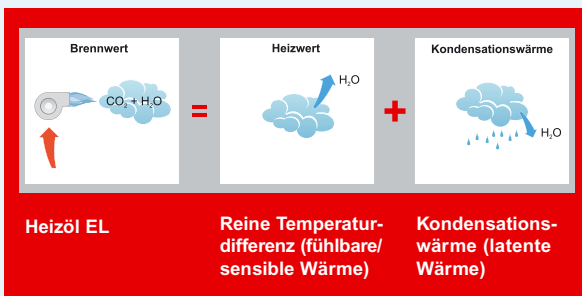 Brennwert
CO₂ + H₂O
=
Heizwert
H₂O
+
Kondensationswärme
H₂O
Heizöl EL
Reine Temperatur-
differenz (fühlbare/
sensible Wärme)
Kondensations-
wärme (latente
Wärme)